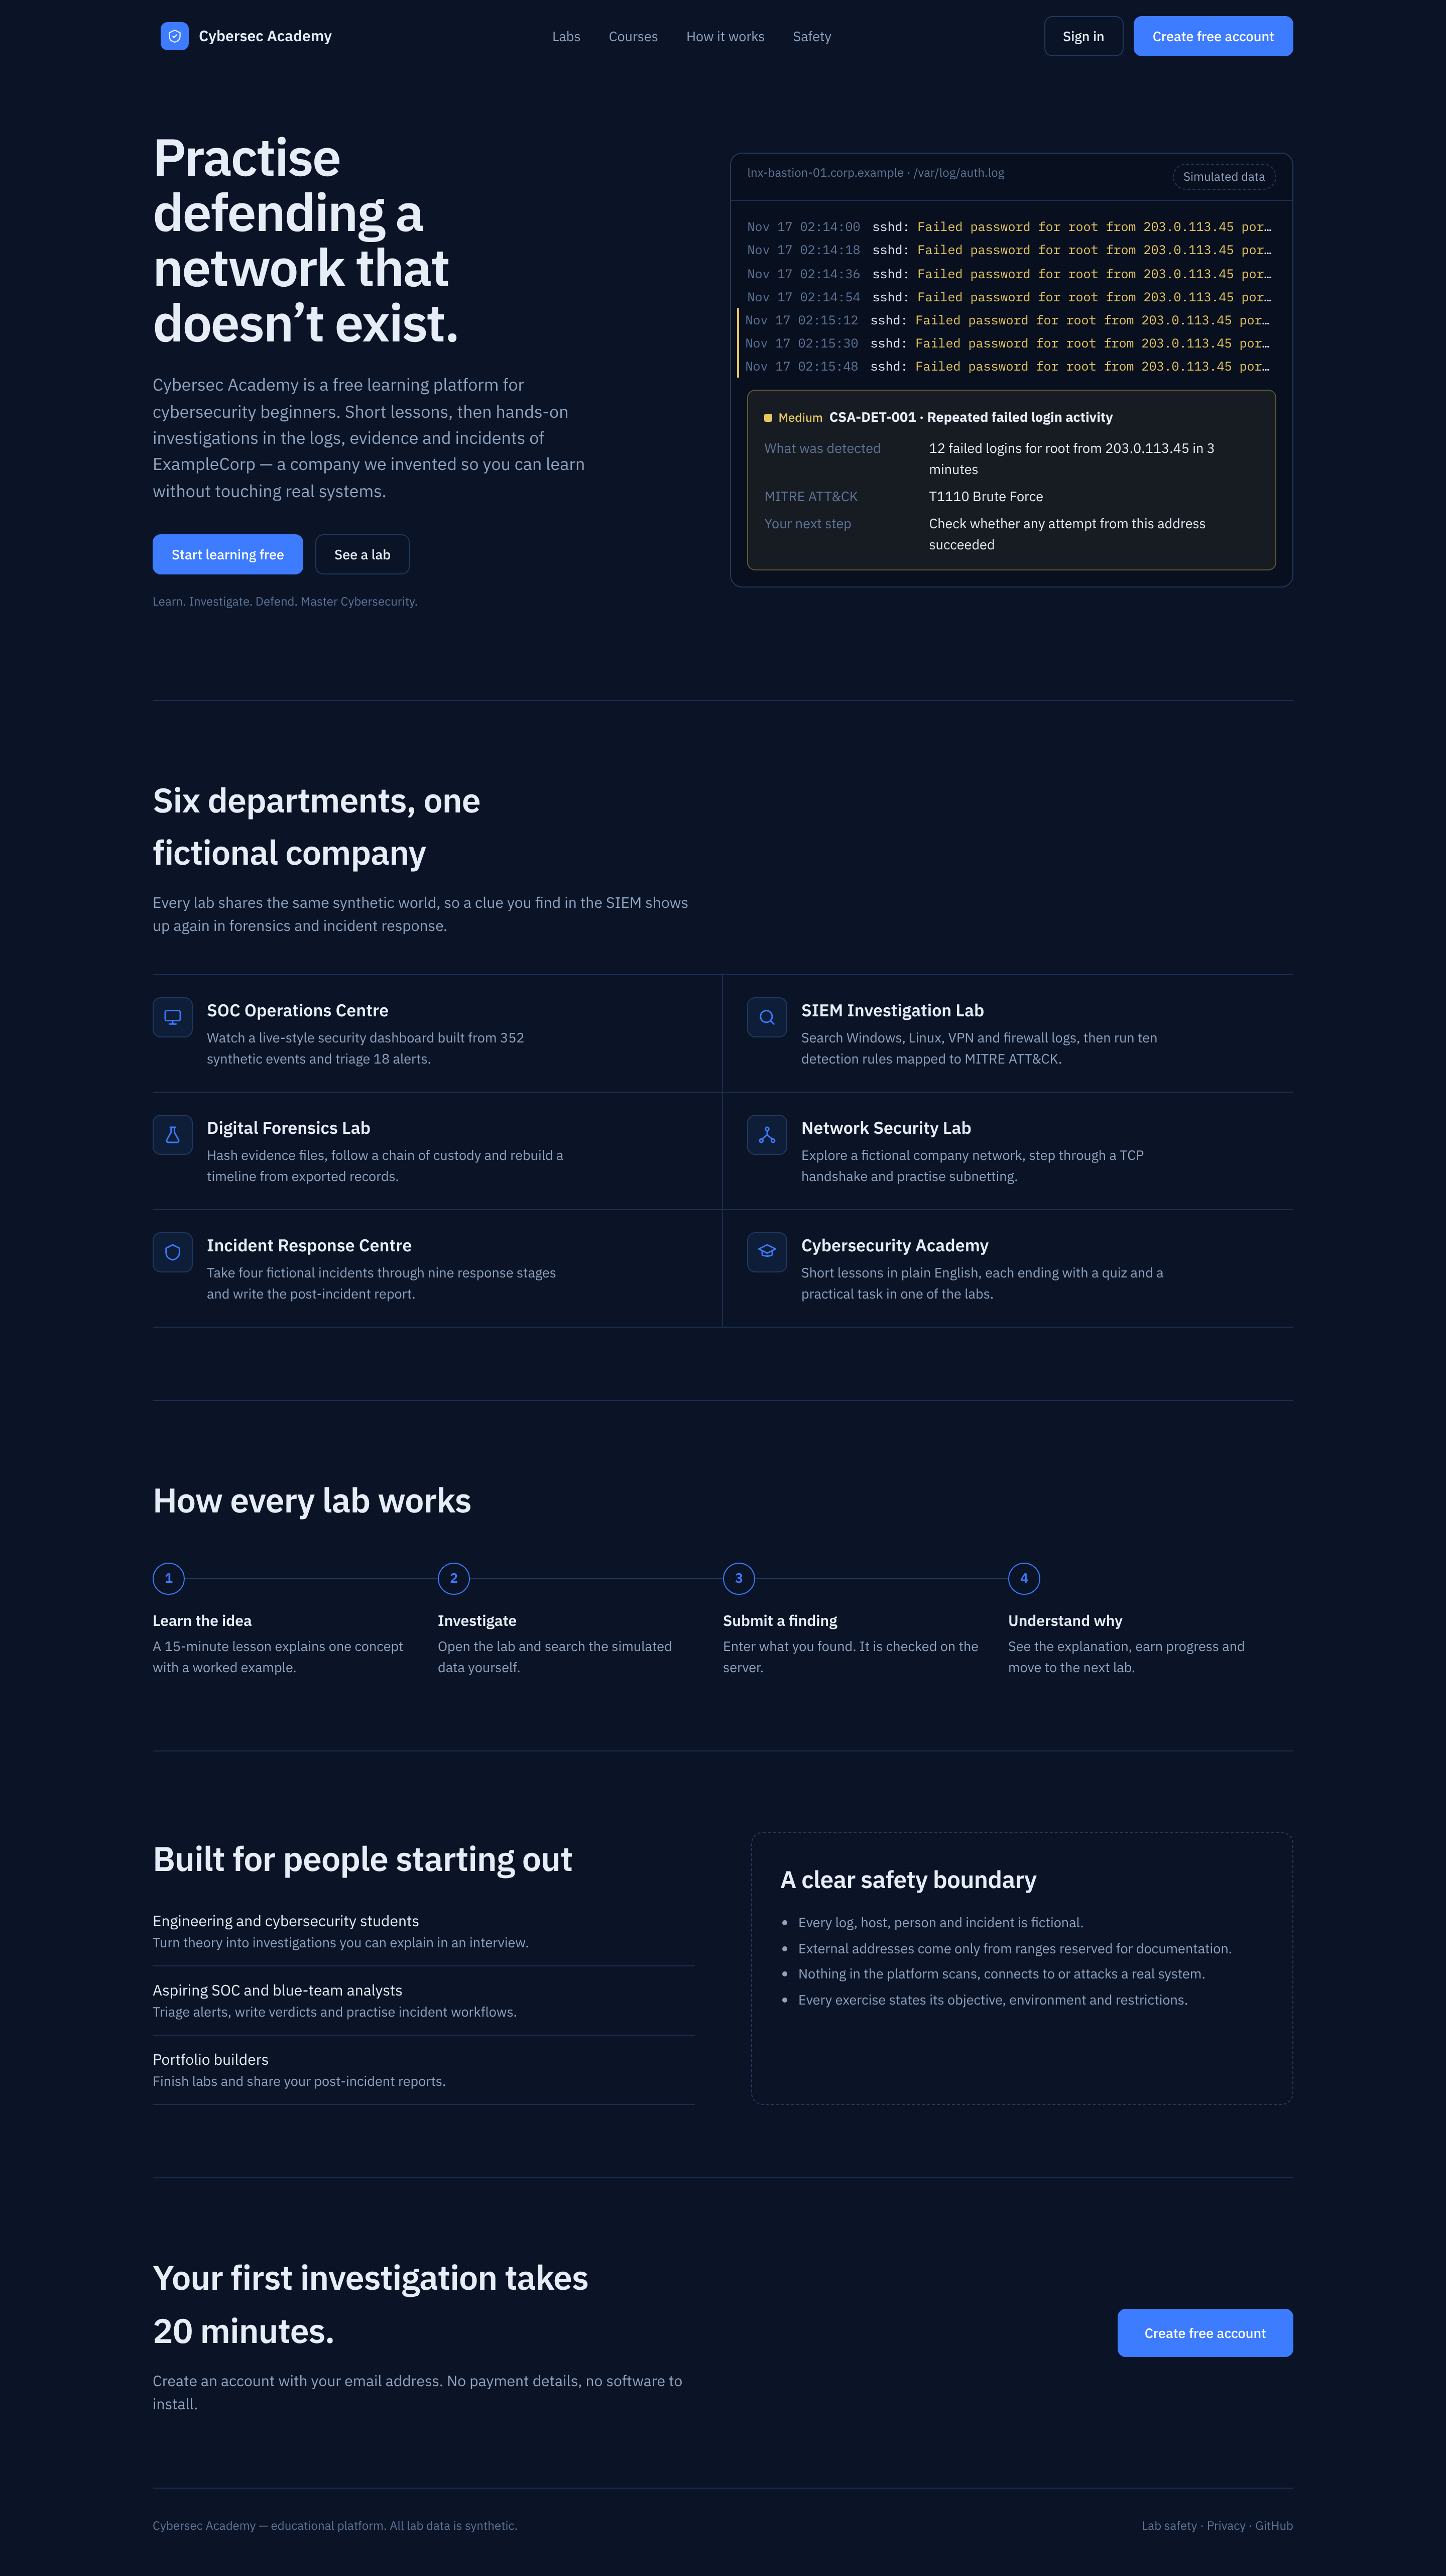 Cybersec Academy
Labs
Courses
How it works
Safety
Sign in
Create free account
Practise
defending a
network that
doesn’t exist.
Cybersec Academy is a free learning platform for
cybersecurity beginners. Short lessons, then hands-on
investigations in the logs, evidence and incidents of
ExampleCorp — a company we invented so you can learn
without touching real systems.
Start learning free
See a lab
Learn. Investigate. Defend. Master Cybersecurity.
lnx-bastion-01.corp.example · /var/log/auth.log
Simulated data
Nov 17 02:14:00 sshd: Failed password for root from 203.0.113.45 por…
Nov 17 02:14:18 sshd: Failed password for root from 203.0.113.45 por…
Nov 17 02:14:36 sshd: Failed password for root from 203.0.113.45 por…
Nov 17 02:14:54 sshd: Failed password for root from 203.0.113.45 por…
Nov 17 02:15:12 sshd: Failed password for root from 203.0.113.45 por…
Nov 17 02:15:30 sshd: Failed password for root from 203.0.113.45 por…
Nov 17 02:15:48 sshd: Failed password for root from 203.0.113.45 por…
Medium CSA-DET-001 · Repeated failed login activity
What was detected
12 failed logins for root from 203.0.113.45 in 3
minutes
MITRE ATT&CK
T1110 Brute Force
Your next step
Check whether any attempt from this address
succeeded
Six departments, one
fictional company
Every lab shares the same synthetic world, so a clue you find in the SIEM shows
up again in forensics and incident response.
SOC Operations Centre
Watch a live-style security dashboard built from 352
synthetic events and triage 18 alerts.
SIEM Investigation Lab
Search Windows, Linux, VPN and firewall logs, then run ten
detection rules mapped to MITRE ATT&CK.
Digital Forensics Lab
Hash evidence files, follow a chain of custody and rebuild a
timeline from exported records.
Network Security Lab
Explore a fictional company network, step through a TCP
handshake and practise subnetting.
Incident Response Centre
Take four fictional incidents through nine response stages
and write the post-incident report.
Cybersecurity Academy
Short lessons in plain English, each ending with a quiz and a
practical task in one of the labs.
How every lab works
1
Learn the idea
A 15-minute lesson explains one concept
with a worked example.
2
Investigate
Open the lab and search the simulated
data yourself.
3
Submit a finding
Enter what you found. It is checked on the
server.
4
Understand why
See the explanation, earn progress and
move to the next lab.
Built for people starting out
Engineering and cybersecurity students
Turn theory into investigations you can explain in an interview.
Aspiring SOC and blue-team analysts
Triage alerts, write verdicts and practise incident workflows.
Portfolio builders
Finish labs and share your post-incident reports.
A clear safety boundary
• Every log, host, person and incident is fictional.
• External addresses come only from ranges reserved for documentation.
• Nothing in the platform scans, connects to or attacks a real system.
• Every exercise states its objective, environment and restrictions.
Your first investigation takes
20 minutes.
Create an account with your email address. No payment details, no software to
install.
Create free account
Cybersec Academy — educational platform. All lab data is synthetic.
Lab safety · Privacy · GitHub